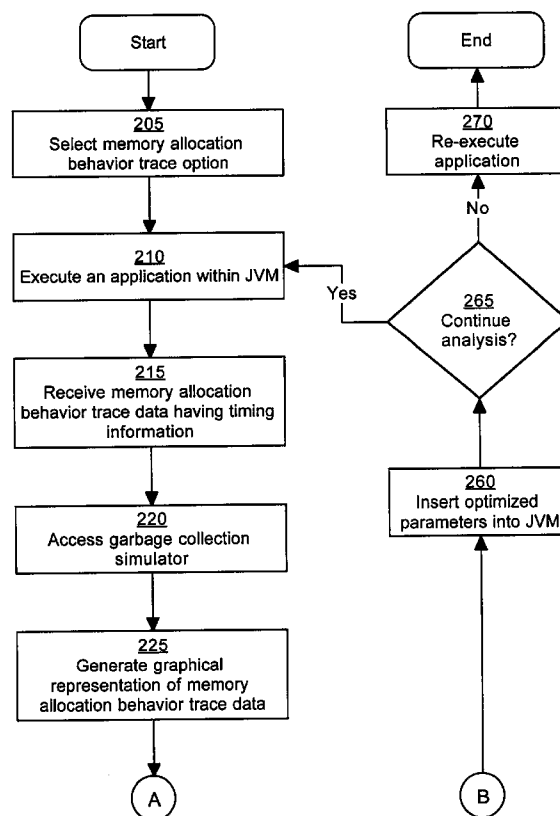 Start
205
Select memory allocation
behavior trace option
210
Execute an application within JVM
215
Receive memory allocation
behavior trace data having timing
information
220
Access garbage collection
simulator
225
Generate graphical
representation of memory
allocation behavior trace data
A
End
270
Re-execute
application
No
Yes
265
Continue
analysis?
260
Insert optimized
parameters into JVM
B